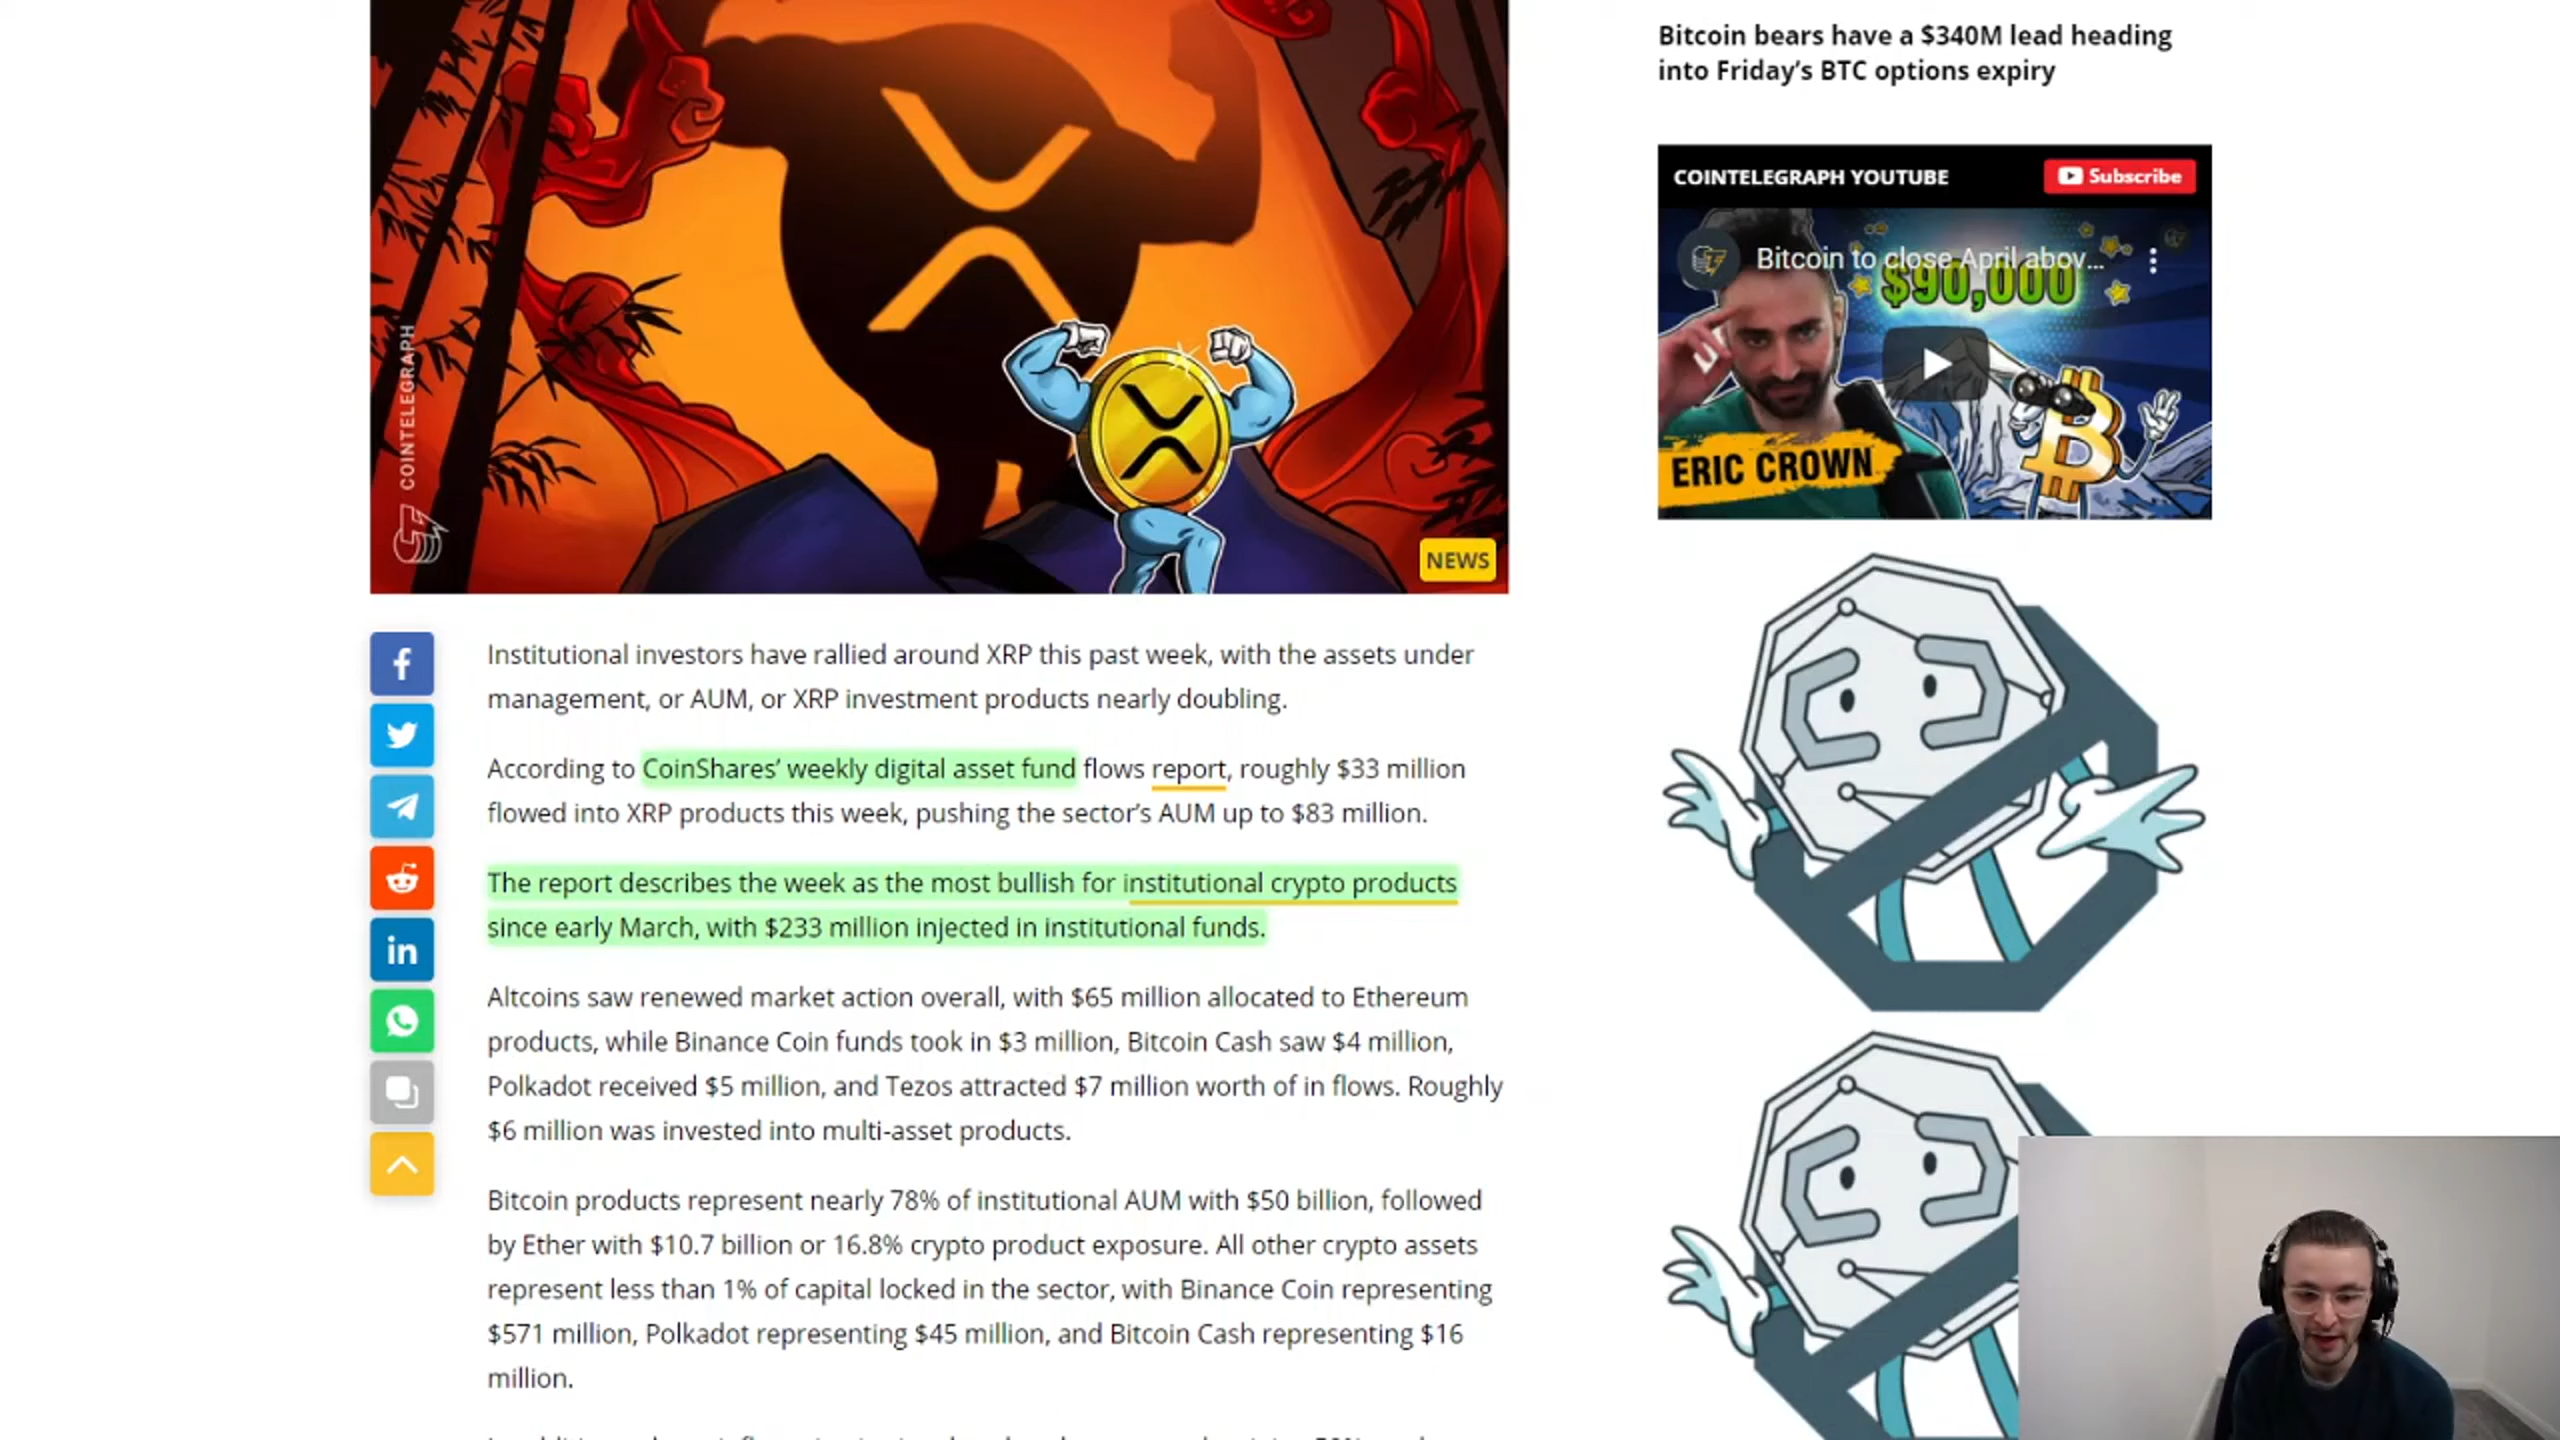 Bitcoin bears have a $340M lead heading
into Friday's BTC options expiry
COINTELEGRAPH YOUTUBE
Subscribe
Bitcoin to close April abov...
$90,000
ERIC CROWN
COINTELEGRAPH
NEWS
Institutional investors have rallied around XRP this past week, with the assets under
management, or AUM, or XRP investment products nearly doubling.
According to CoinShares' weekly digital asset fund flows report, roughly $33 million
flowed into XRP products this week, pushing the sector's AUM up to $83 million.
The report describes the week as the most bullish for institutional crypto products
since early March, with $233 million injected in institutional funds.
Altcoins saw renewed market action overall, with $65 million allocated to Ethereum
products, while Binance Coin funds took in $3 million, Bitcoin Cash saw $4 million,
Polkadot received $5 million, and Tezos attracted $7 million worth of in flows. Roughly
$6 million was invested into multi-asset products.
Bitcoin products represent nearly 78% of institutional AUM with $50 billion, followed
by Ether with $10.7 billion or 16.8% crypto product exposure. All other crypto assets
represent less than 1% of capital locked in the sector, with Binance Coin representing
$571 million, Polkadot representing $45 million, and Bitcoin Cash representing $16
million.